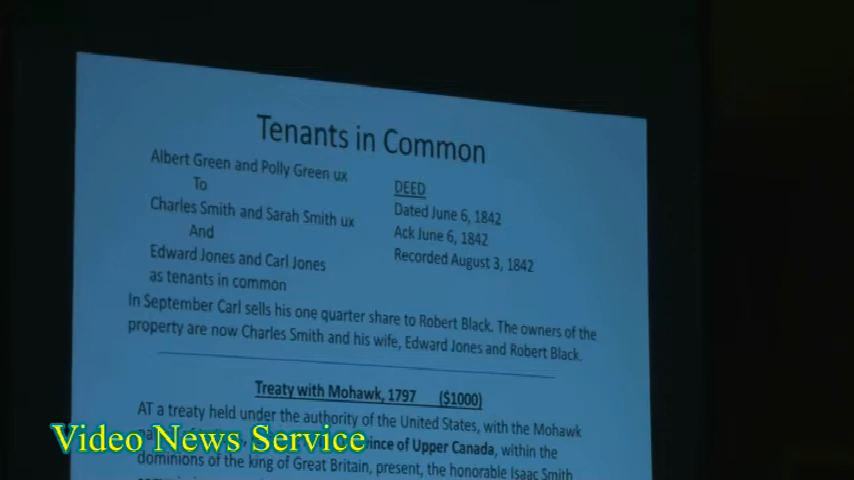 Tenants in Common
Albert Green and Polly Green ux
To
Charles Smith and Sarah Smith ux
And
Edward Jones and Carl Jones
as tenants in common
DEED
Dated June 6, 1842
Ack June 6, 1842
Recorded August 3, 1842
In September Carl sells his one quarter share to Robert Black. The owners of the
property are now Charles Smith and his wife, Edward Jones and Robert Black.
Treaty with Mohawk, 1797 ($1000)
AT a treaty held under the authority of the United States, with the Mohawk
of Upper Canada, within the
dominions of the king of Great Britain, present, the honorable Isaac Smith
Video News Service